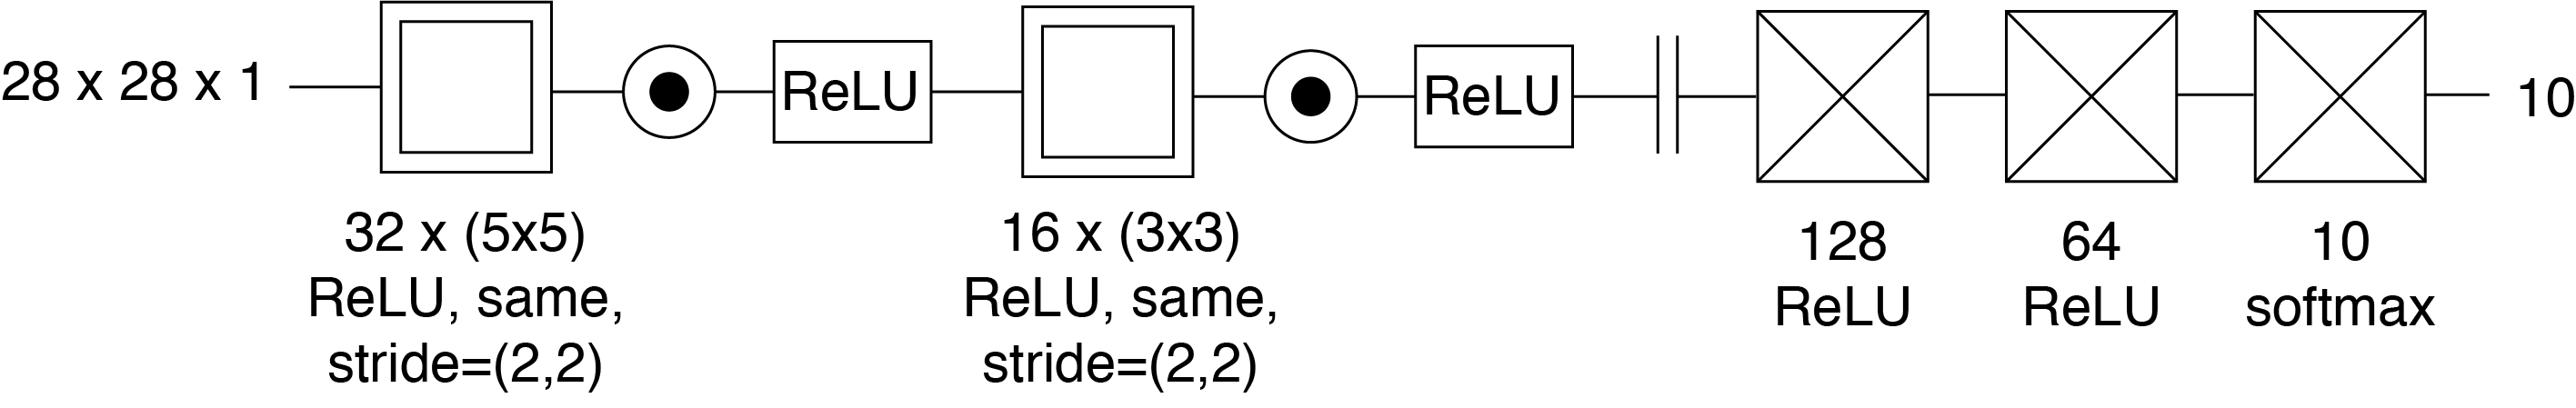 28 x 28 x 1
ReLU
ReLU
10
32 x (5x5)
ReLU, same,
stride=(2,2)
16 x (3x3)
ReLU, same,
stride=(2,2)
128
ReLU
64
ReLU
10
softmax